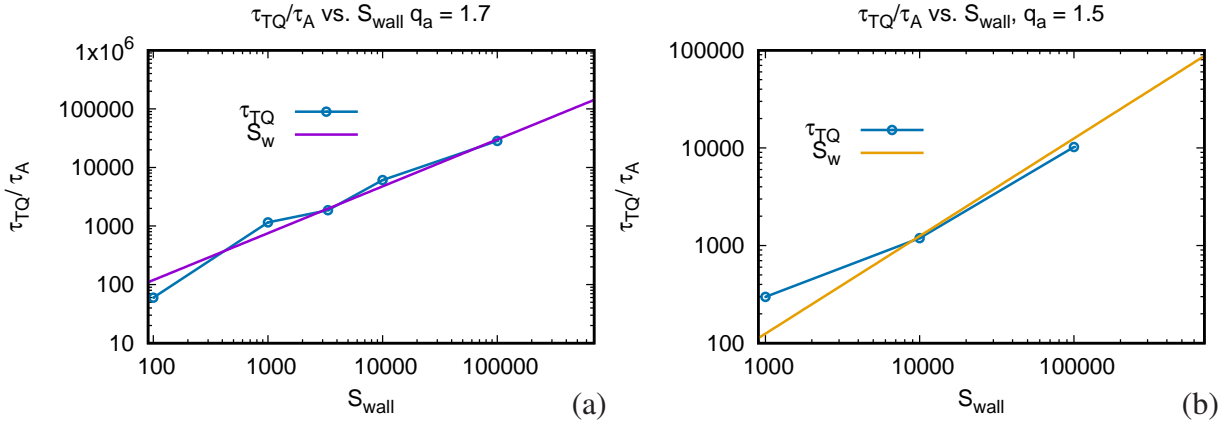 τTQ/τA vs. Swall qa = 1.7
1x10^6
100000
10000
1000
100
10
τTQ/ τA
τTQ
Sw
100 1000 10000 100000
Swall
(a)
τTQ/τA vs. Swall, qa = 1.5
100000
10000
1000
100
τTQ/ τA
τTQ
Sw
1000 10000 100000
Swall
(b)